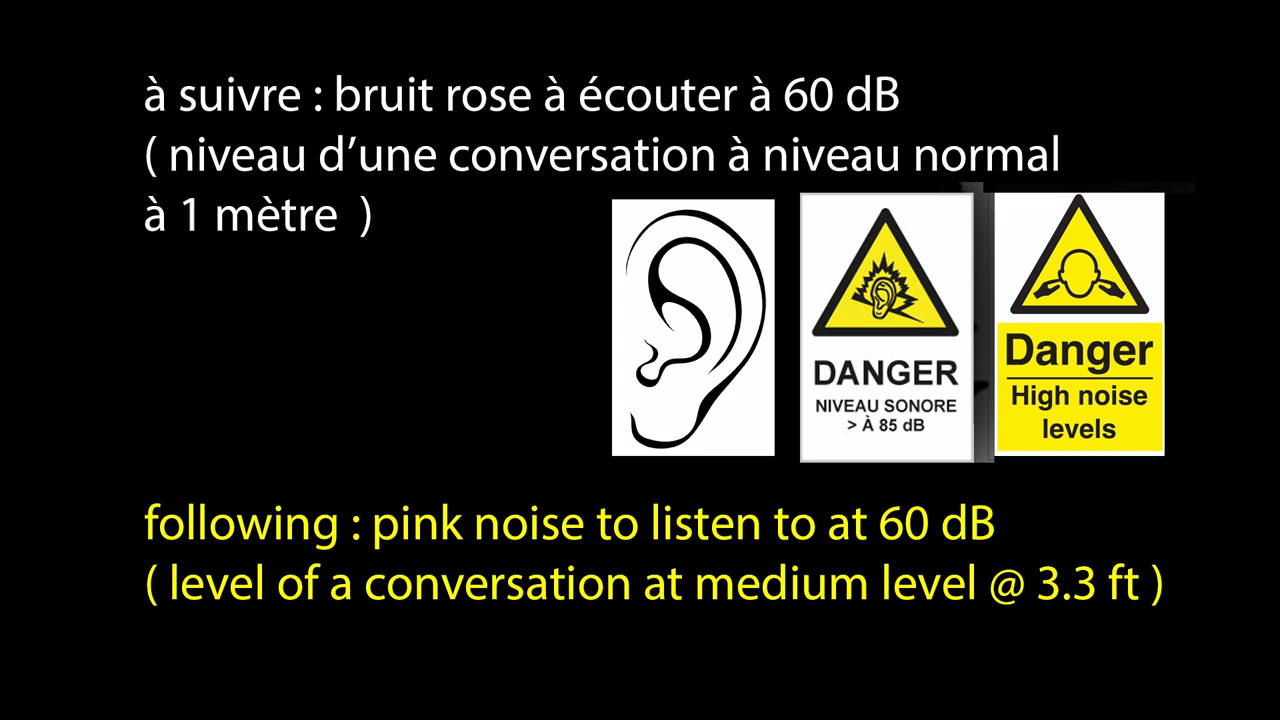 à suivre : bruit rose à écouter à 60 dB
( niveau d’une conversation à niveau normal
à 1 mètre )
DANGER
NIVEAU SONORE
> À 85 dB
Danger
High noise
levels
following : pink noise to listen to at 60 dB
( level of a conversation at medium level @ 3.3 ft )